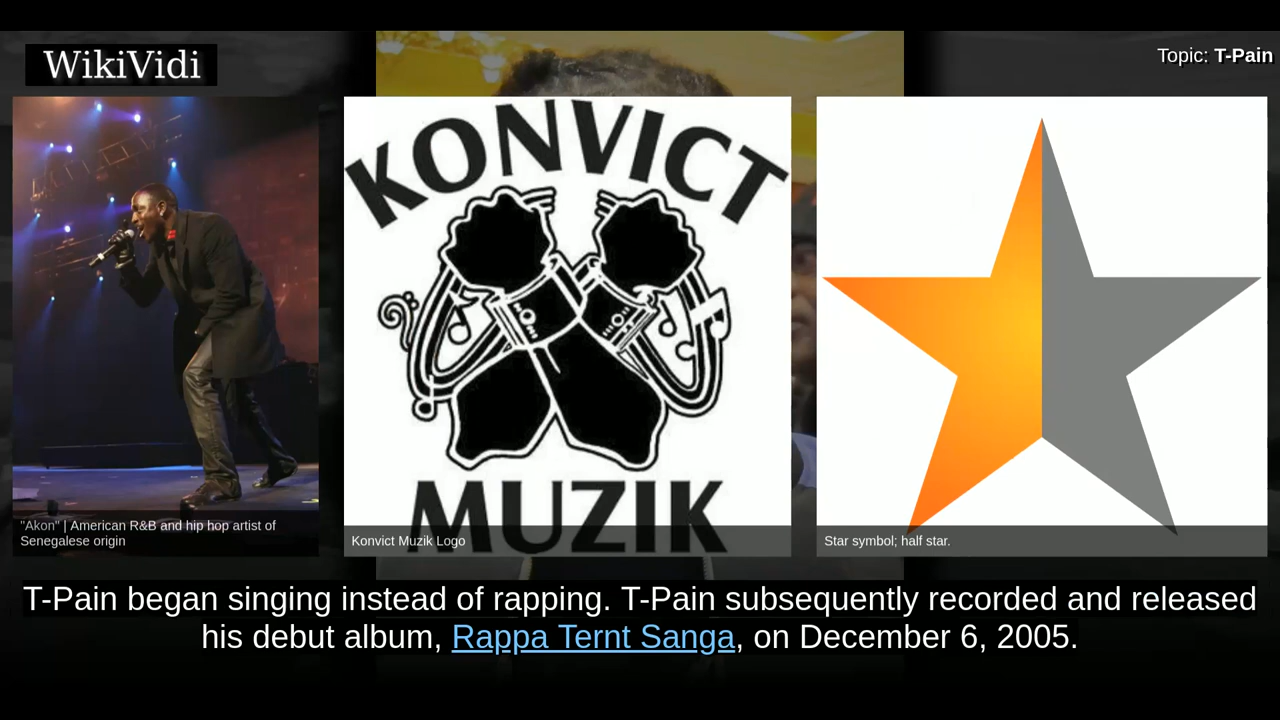 WikiVidi
Topic: T-Pain
KONVICT
MUZIK
"Akon" | American R&B and hip hop artist of
Senegalese origin
Konvict Muzik Logo
Star symbol; half star.
T-Pain began singing instead of rapping. T-Pain subsequently recorded and released
his debut album, Rappa Ternt Sanga, on December 6, 2005.